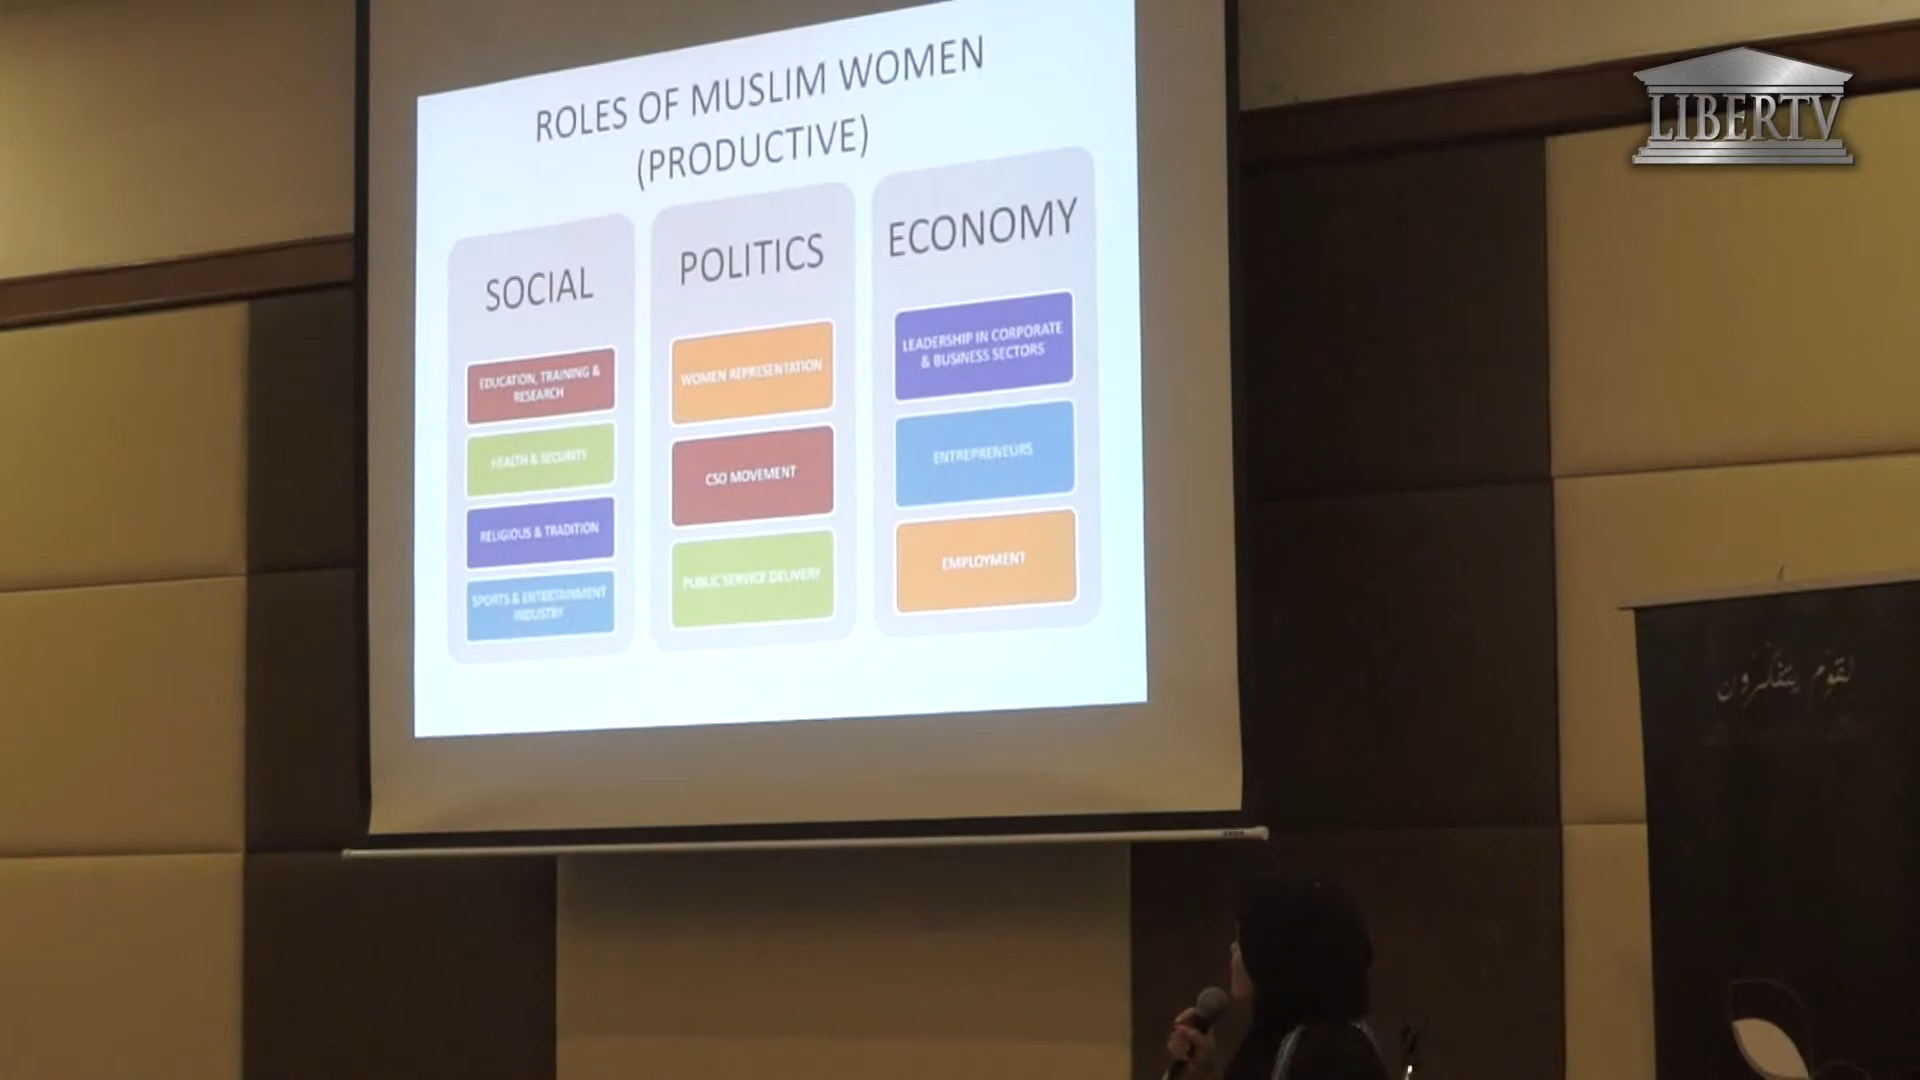 ROLES OF MUSLIM WOMEN
(PRODUCTIVE)
SOCIAL
EDUCATION, TRAINING &
RESEARCH
HEALTH & SECURITY
RELIGIOUS & TRADITION
SPORTS & ENTERTAINMENT
INDUSTRY
POLITICS
WOMEN REPRESENTATION
CSO MOVEMENT
PUBLIC SERVICE DELIVERY
ECONOMY
LEADERSHIP IN CORPORATE
& BUSINESS SECTORS
ENTREPRENEURS
EMPLOYMENT
LIBERTV
لقوم يتفكرون